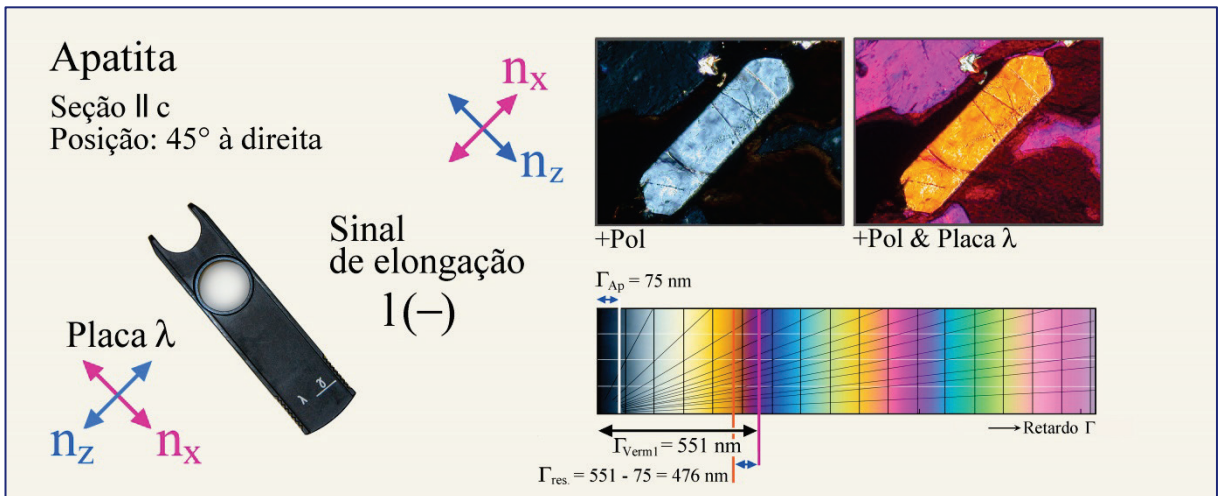 Apatita
Seção || c
Posição: 45° à direita
nx
nz
+Pol
+Pol & Placa λ
Sinal
de elongação
l (−)
Placa λ
nz
nx
λ γ
ΓAp = 75 nm
→ Retardo Γ
ΓVerm1 = 551 nm
Γres. = 551 - 75 = 476 nm